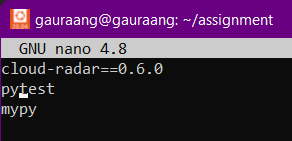 gauraang@gauraang: ~/assignment
GNU nano 4.8
cloud-radar==0.6.0
pytest
mypy